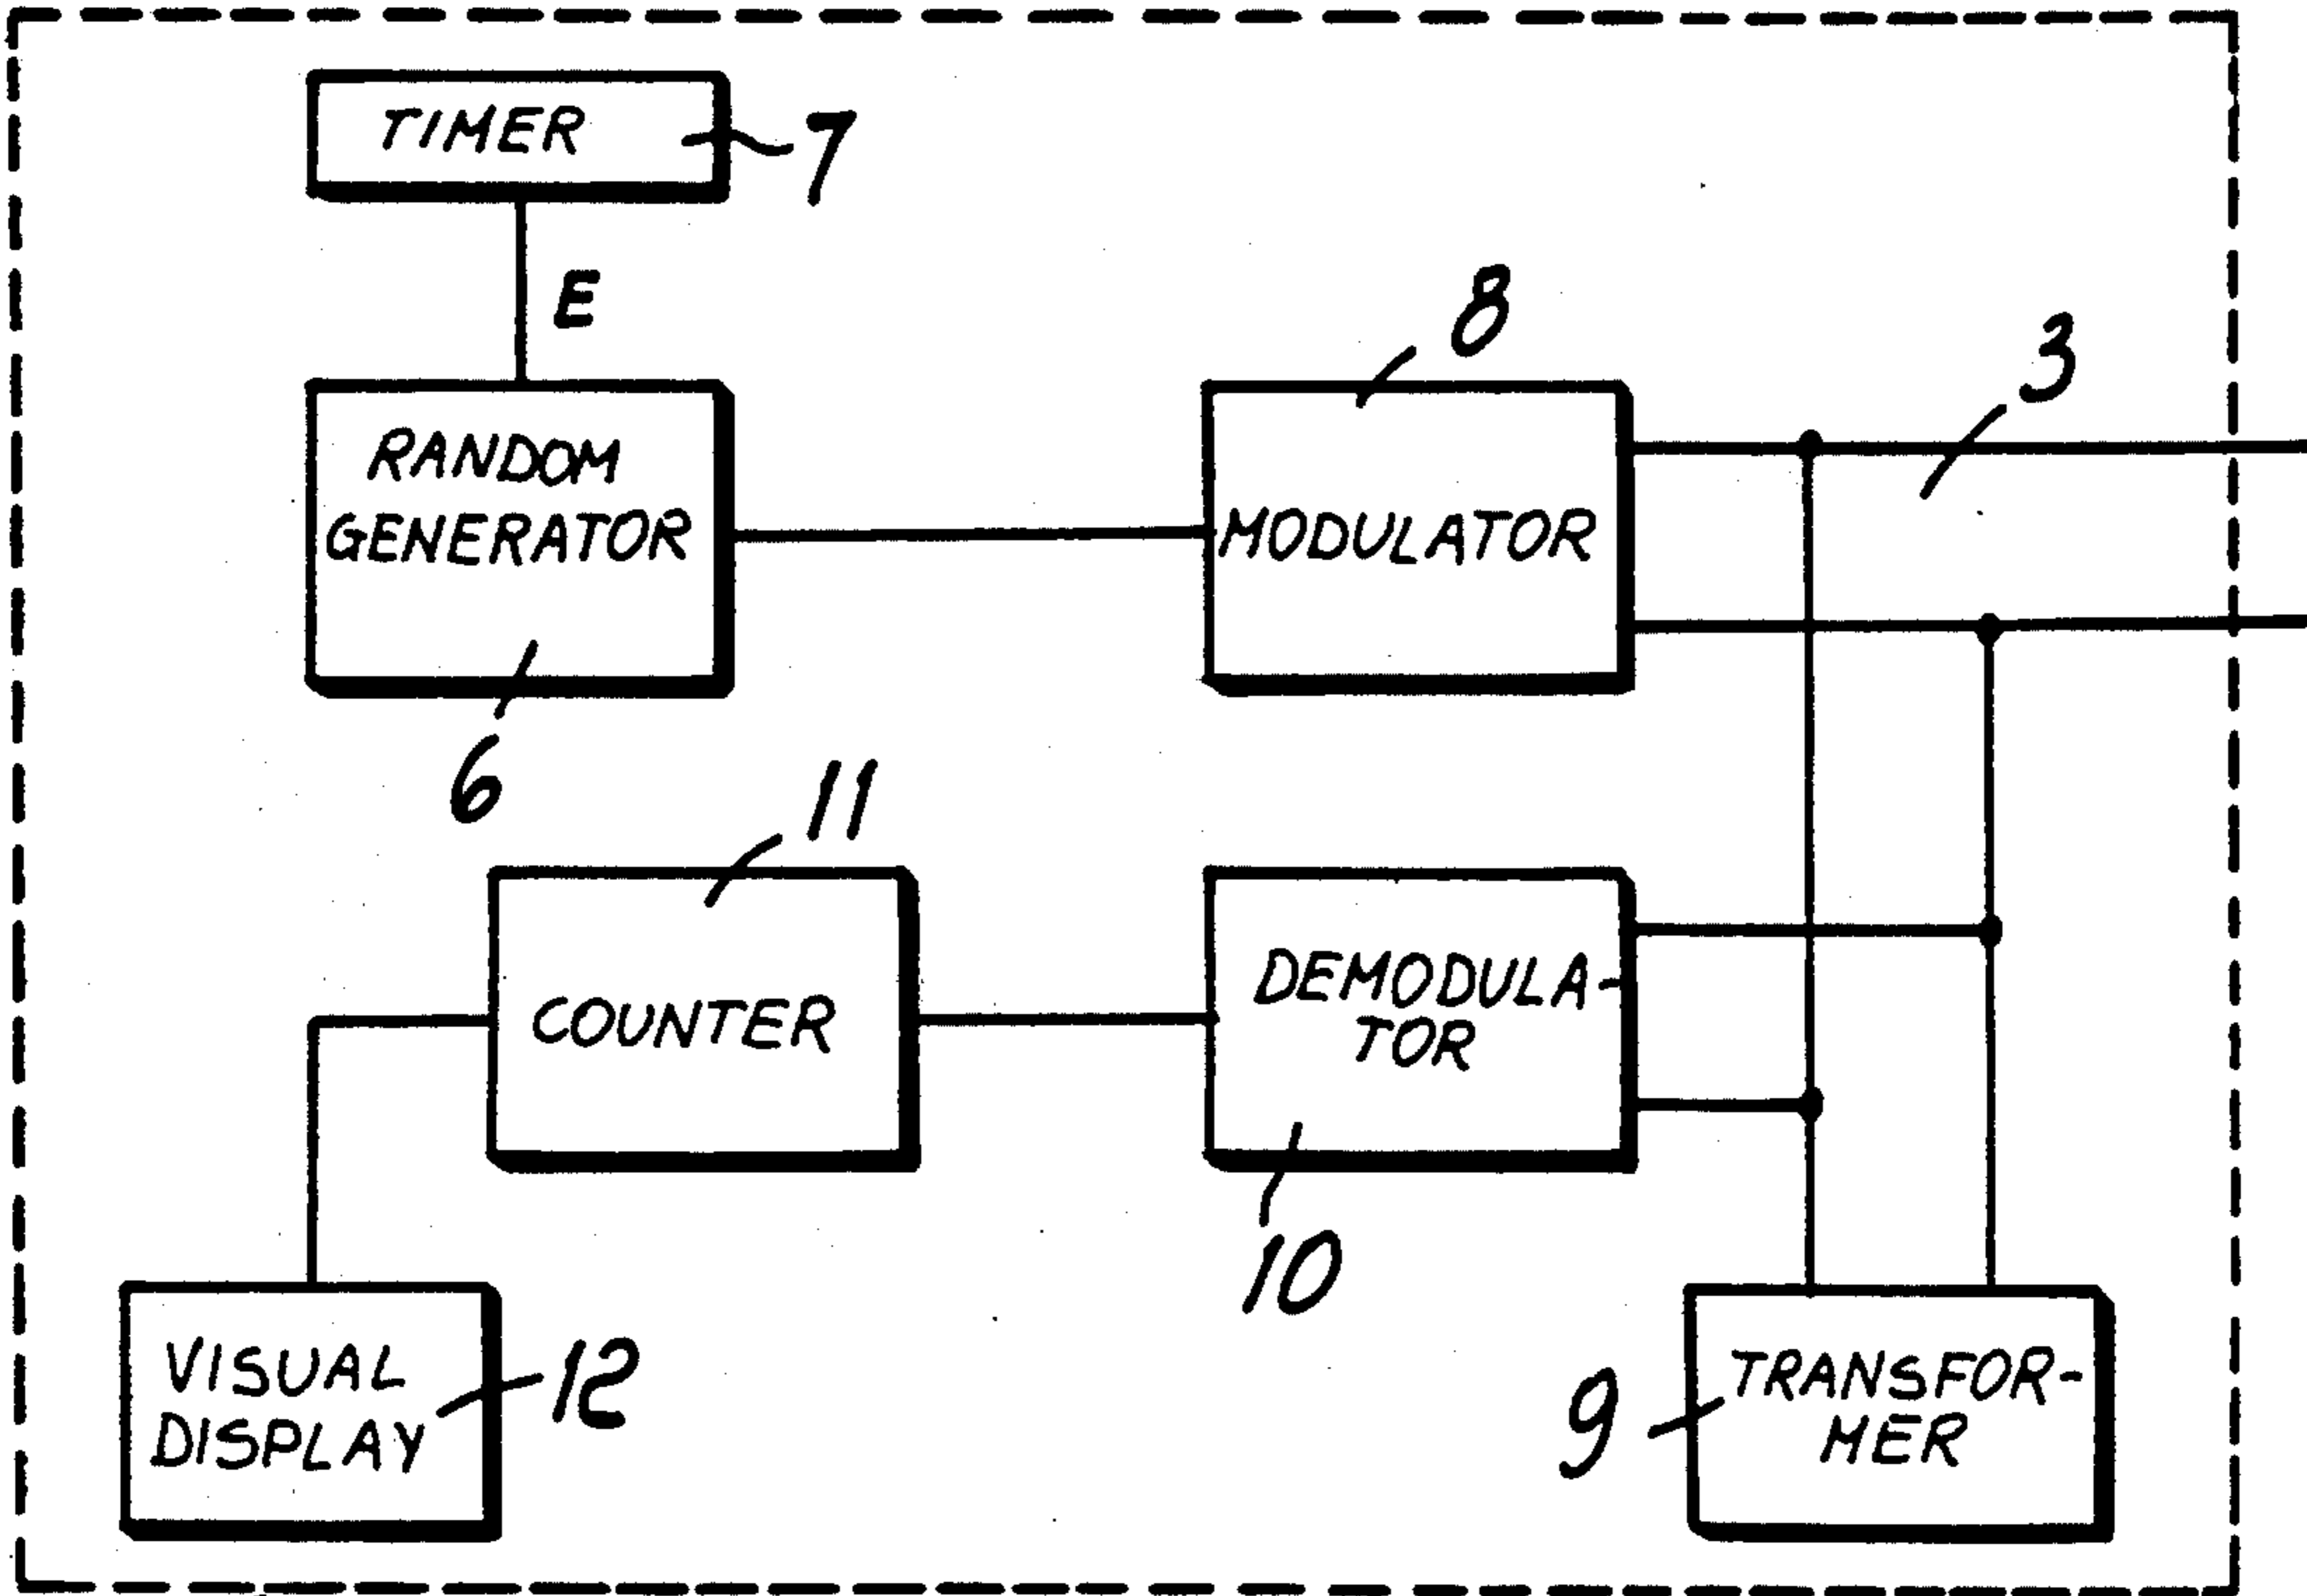 TIMER
7
E
8
3
RANDOM
GENERATOR
MODULATOR
6
11
COUNTER
DEMODULA-
TOR
10
VISUAL
DISPLAY
12
9
TRANSFOR-
MER